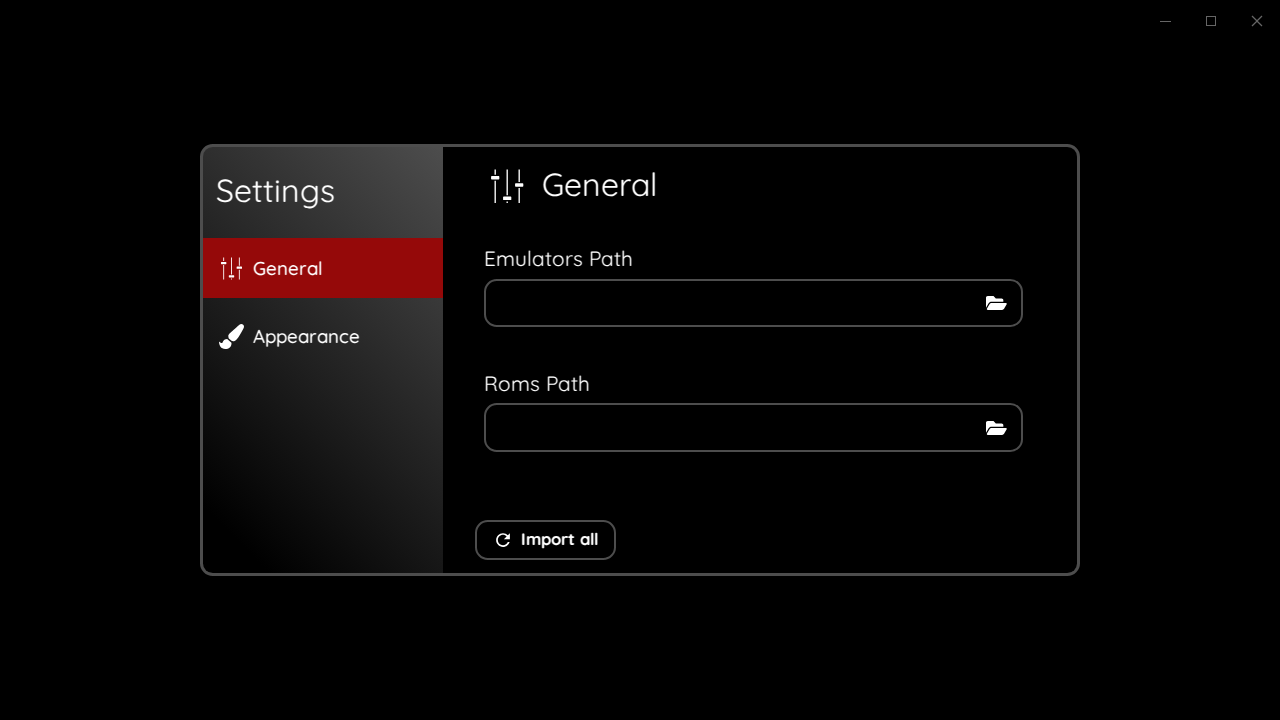 Settings
General
Appearance
General
Emulators Path
Roms Path
Import all